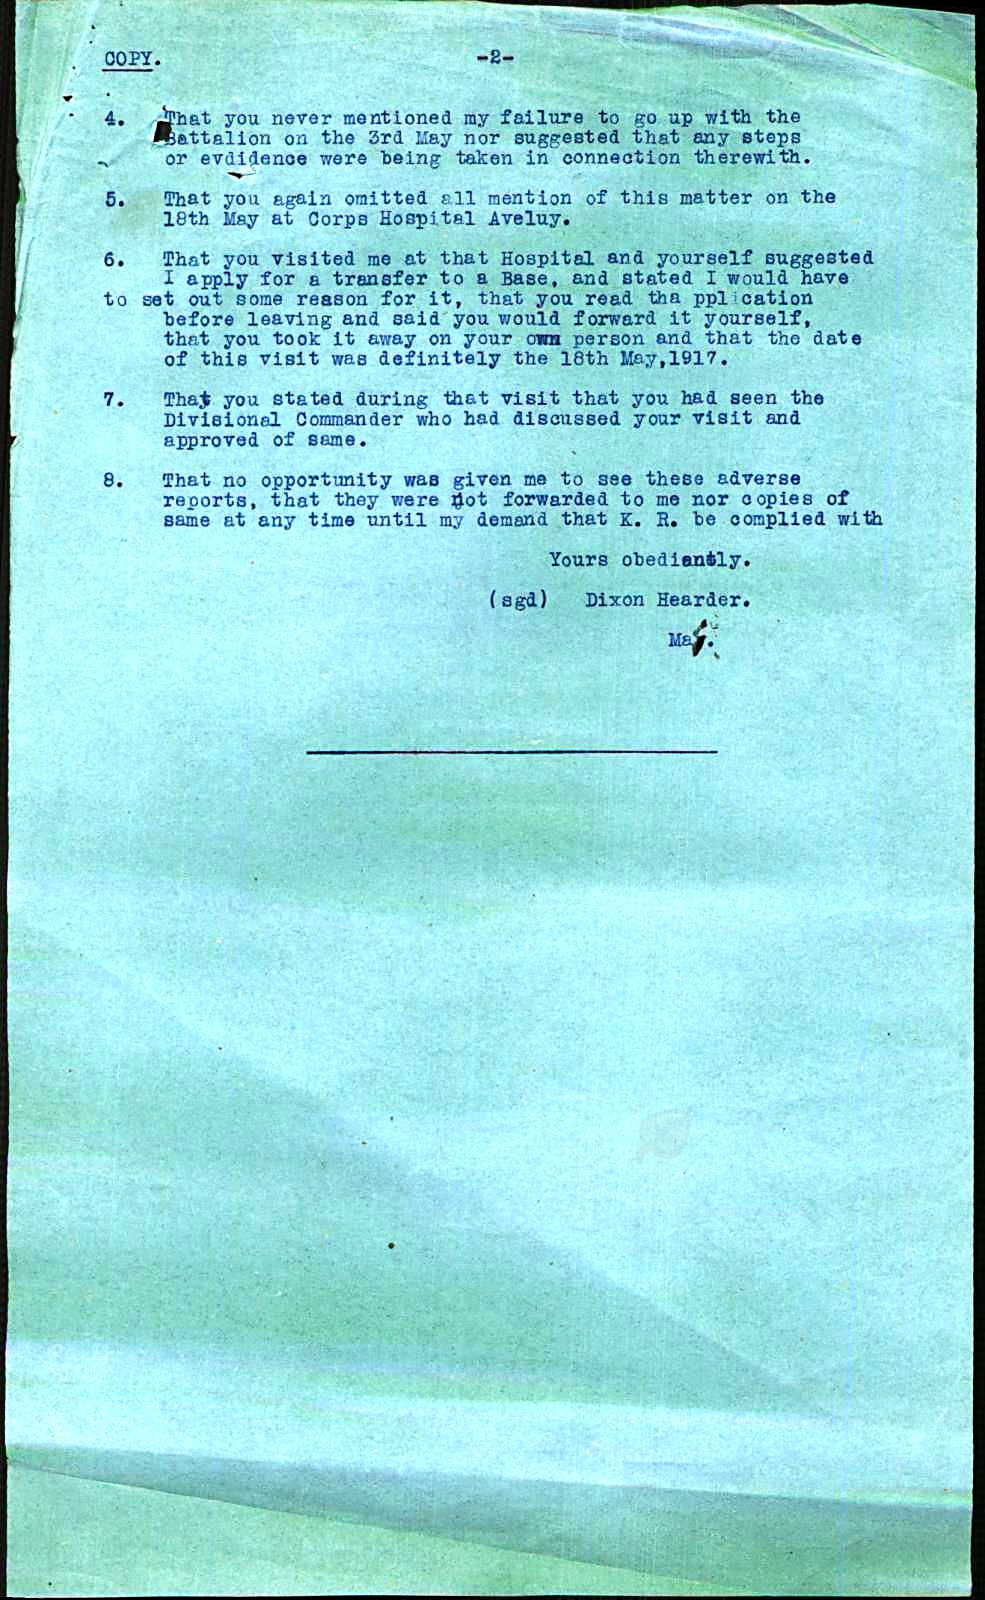 COPY. -2-
4. That you never mentioned my failure to go up with the
Battalion on the 3rd May nor suggested that any steps
or evdidence were being taken in connection therewith.
5. That you again omitted all mention of this matter on the
18th May at Corps Hospital Aveluy.
6. That you visited me at that Hospital and yourself suggested
I apply for a transfer to a Base, and stated I would have
to set out some reason for it, that you read tha pplication
before leaving and said you would forward it yourself,
that you took it away on your own person and that the date
of this visit was definitely the 18th May,1917.
7. That you stated during that visit that you had seen the
Divisional Commander who had discussed your visit and
approved of same.
8. That no opportunity was given me to see these adverse
reports, that they were not forwarded to me nor copies of
same at any time until my demand that K. R. be complied with
Yours obediently.
(sgd) Dixon Hearder.
Maj.